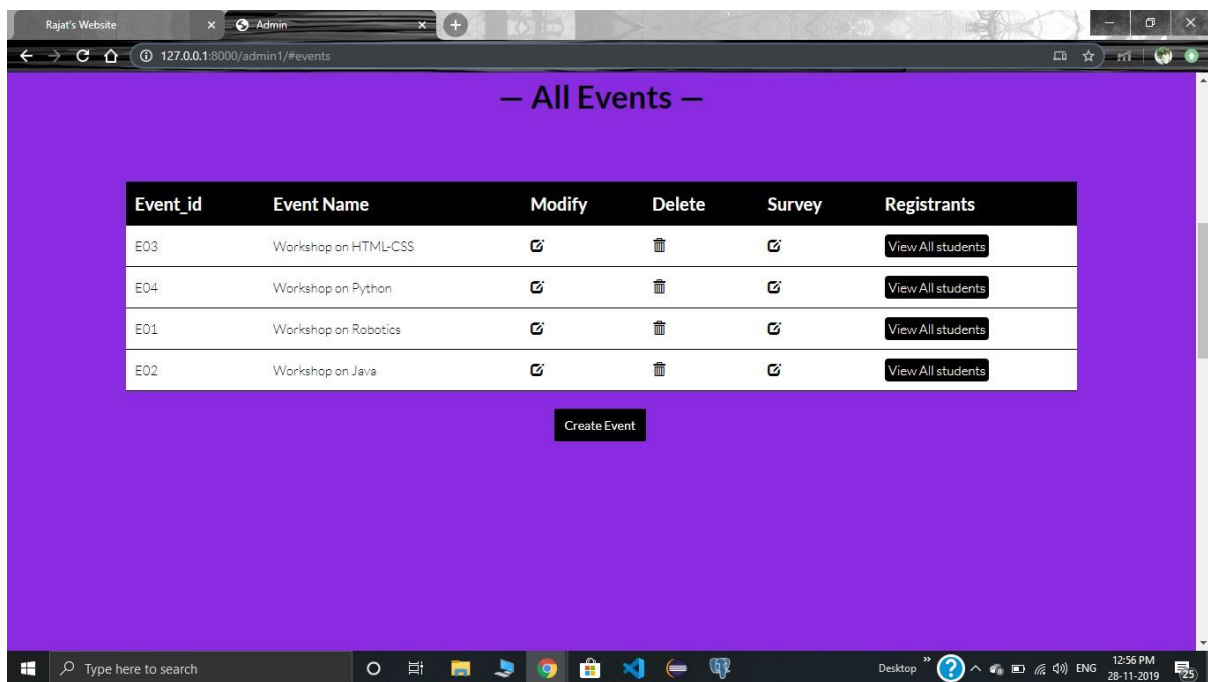 Rajat's Website
Admin
127.0.0.1:8000/admin1/#events
— All Events —
Event_id Event Name Modify Delete Survey Registrants
E03 Workshop on HTML-CSS View All students
E04 Workshop on Python View All students
E01 Workshop on Robotics View All students
E02 Workshop on Java View All students
Create Event
Type here to search
Desktop » ENG 12:56 PM
28-11-2019
25